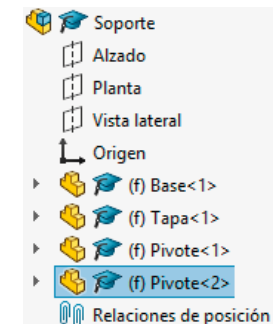 Soporte
Alzado
Planta
Vista lateral
Origen
(f) Base<1>
(f) Tapa<1>
(f) Pivote<1>
(f) Pivote<2>
Relaciones de posición